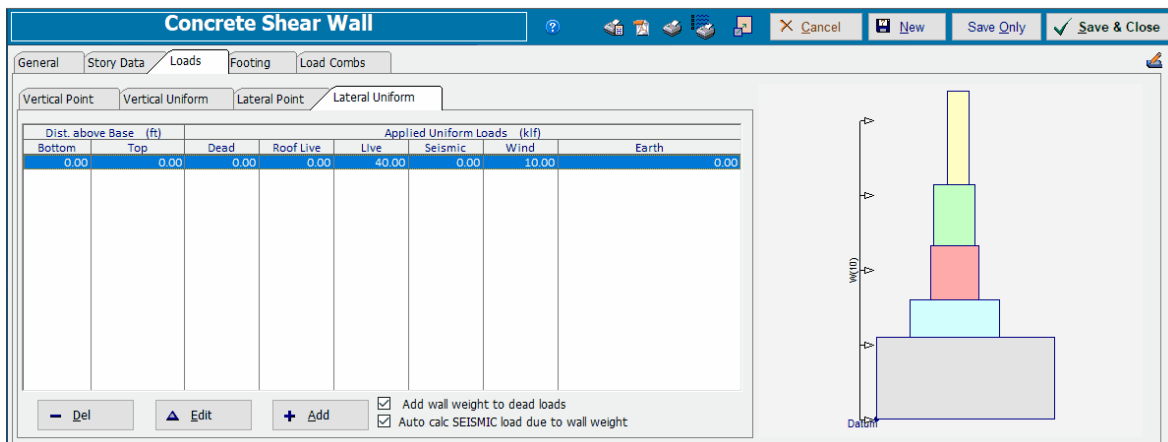 Concrete Shear Wall
? Cancel New Save Only Save & Close
General Story Data Loads Footing Load Combs
Vertical Point Vertical Uniform Lateral Point Lateral Uniform
Dist. above Base (ft) Applied Uniform Loads (klf)
Bottom Top Dead Roof Live Live Seismic Wind Earth
0.00 0.00 0.00 0.00 40.00 0.00 10.00 0.00
W(10)
Del Edit Add
Add wall weight to dead loads
Auto calc SEISMIC load due to wall weight
Datum